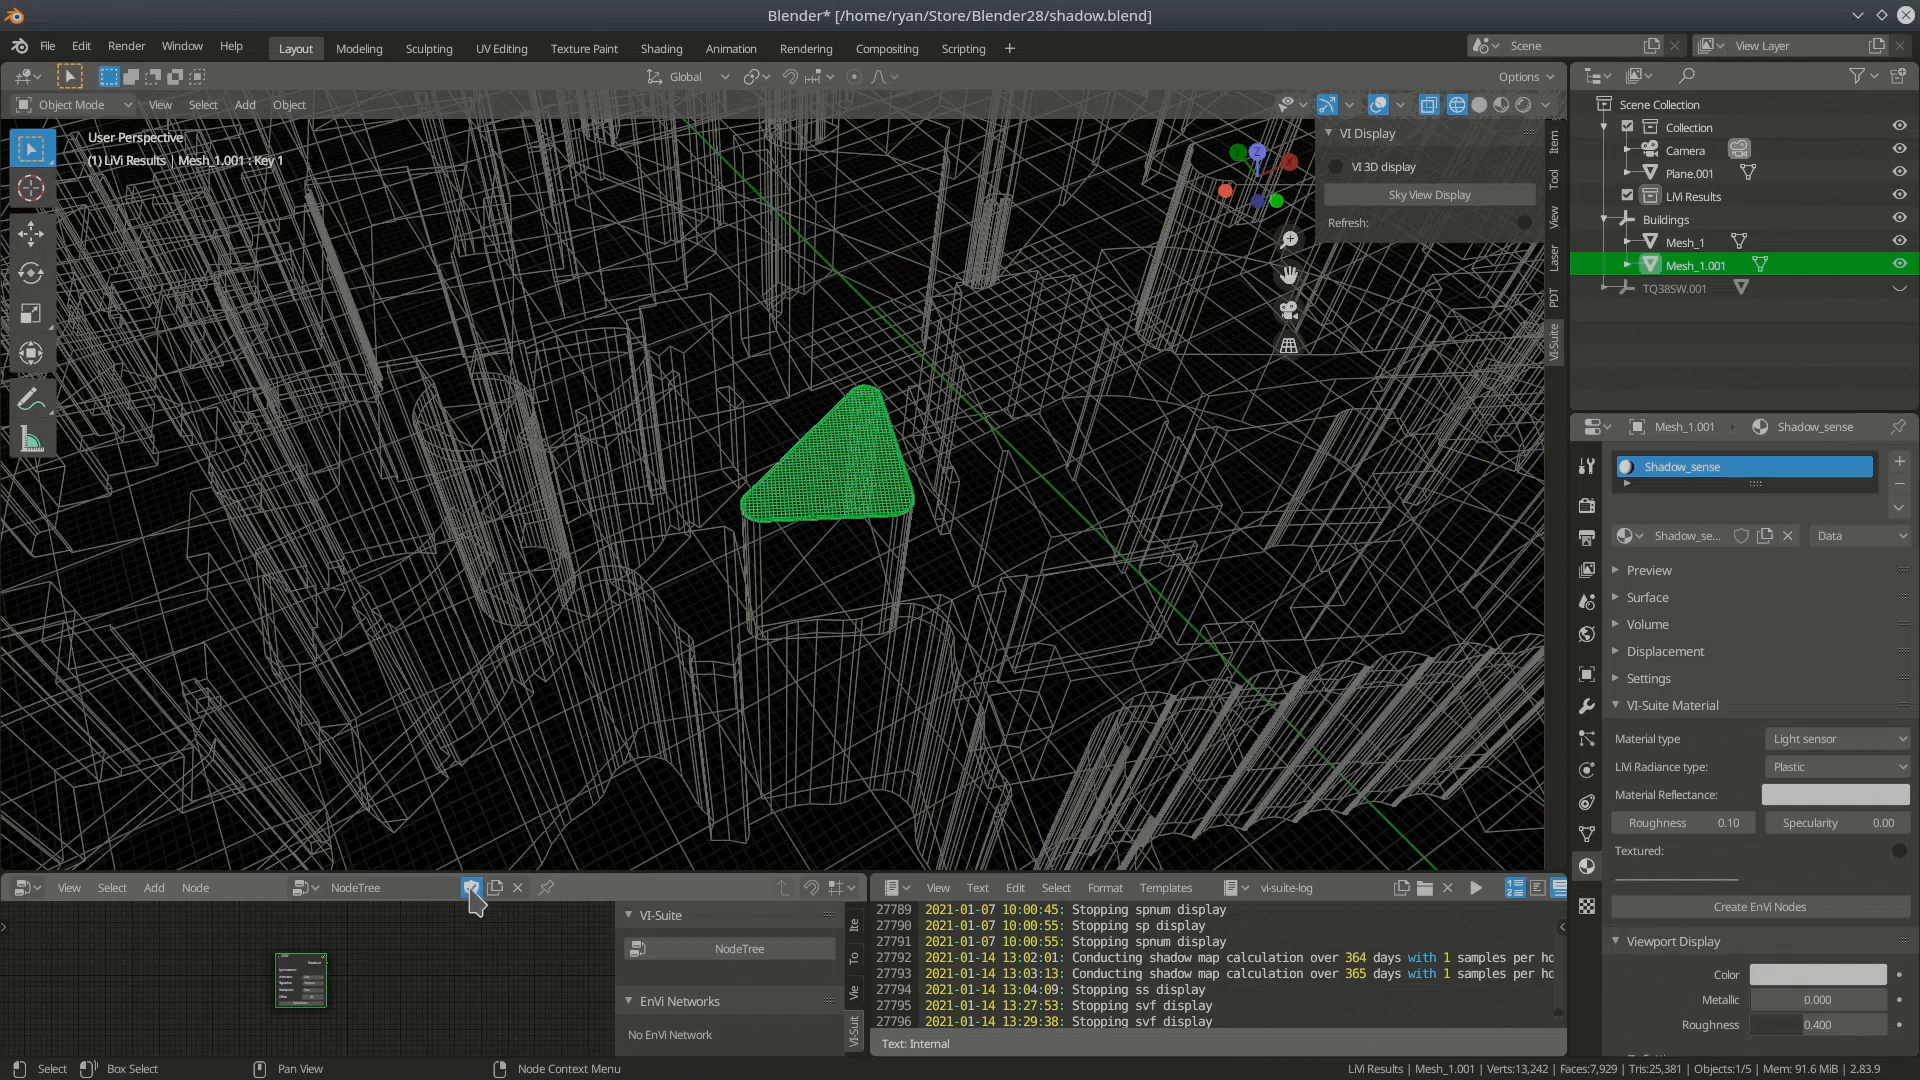 Blender* [/home/ryan/Store/Blender28/shadow.blend]
File Edit Render Window Help Layout Modeling Sculpting UV Editing Texture Paint Shading Animation Rendering Compositing Scripting + Scene View Layer
Global Options
Object Mode View Select Add Object
User Perspective
(1) LiVi Results | Mesh_1.001 : Key 1
VI Display
VI 3D display
Sky View Display
Refresh:
Item
Tool
View
Laser
PDT
VI-Suite
Z
Scene Collection
Collection
Camera
Plane.001
LiVi Results
Buildings
Mesh_1
Mesh_1.001
TQ38SW.001
Mesh_1.001 Shadow_sense
Shadow_sense
Shadow_se... Data
Preview
Surface
Volume
Displacement
Settings
VI-Suite Material
Material type Light sensor
LiVi Radiance type: Plastic
Material Reflectance:
Roughness 0.10 Specularity 0.00
Textured:
Create EnVi Nodes
Viewport Display
Color
Metallic 0.000
Roughness 0.400
View Select Add Node NodeTree
VI-Suite
NodeTree
EnVi Networks
No EnVi Network
Ite
To
Vie
VI-Suit
View Text Edit Select Format Templates vi-suite-log
27789 2021-01-07 10:00:45: Stopping spnum display
27790 2021-01-07 10:00:55: Stopping sp display
27791 2021-01-07 10:00:55: Stopping spnum display
27792 2021-01-14 13:02:01: Conducting shadow map calculation over 364 days with 1 samples per ho
27793 2021-01-14 13:03:13: Conducting shadow map calculation over 365 days with 1 samples per ho
27794 2021-01-14 13:04:09: Stopping ss display
27795 2021-01-14 13:27:53: Stopping svf display
27796 2021-01-14 13:29:38: Stopping svf display
Text: Internal
Select Box Select Pan View Node Context Menu LiVi Results | Mesh_1.001 | Verts:13,242 | Faces:7,929 | Tris:25,381 | Objects:1/5 | Mem: 91.6 MiB | 2.83.9